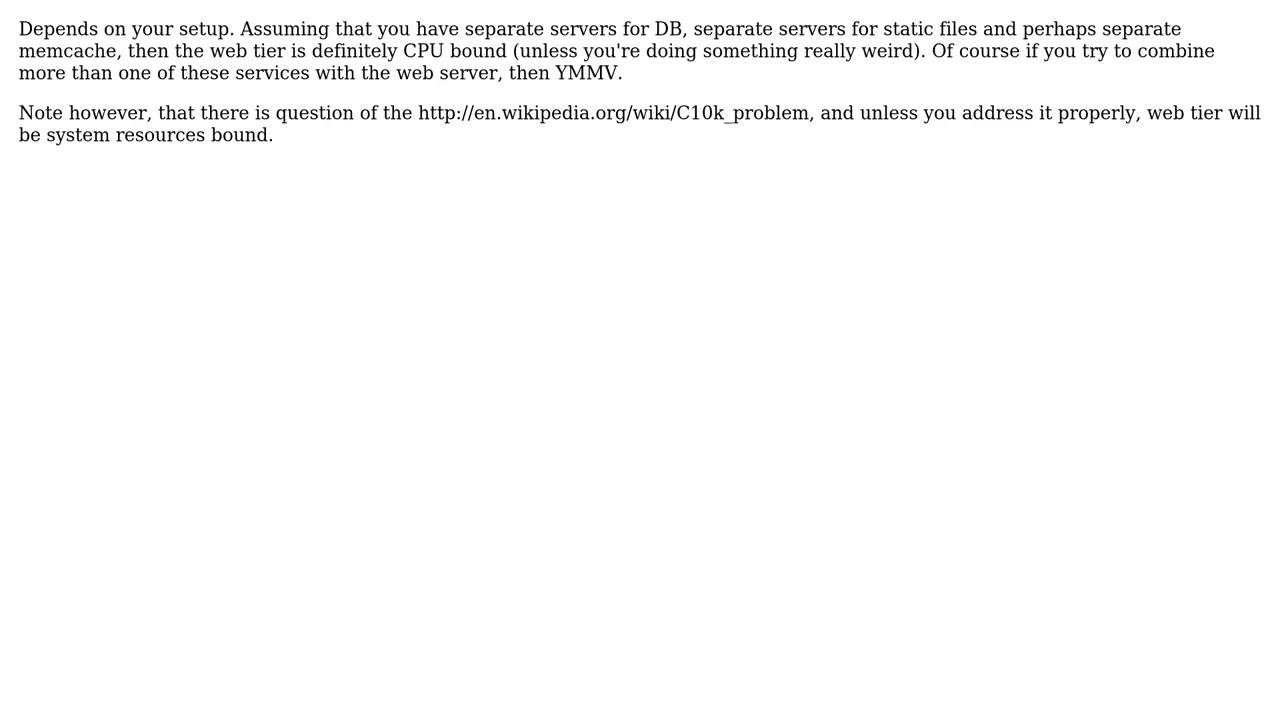 Depends on your setup. Assuming that you have separate servers for DB, separate servers for static files and perhaps separate
memcache, then the web tier is definitely CPU bound (unless you're doing something really weird). Of course if you try to combine
more than one of these services with the web server, then YMMV.
Note however, that there is question of the http://en.wikipedia.org/wiki/C10k_problem, and unless you address it properly, web tier will
be system resources bound.